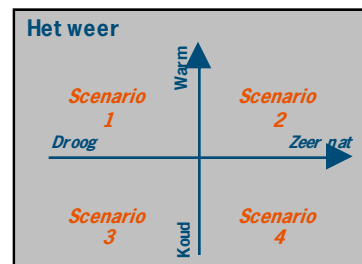 Het weer
Warm
Scenario
1
Scenario
2
Droog
Zeer nat
Scenario
3
Koud
Scenario
4